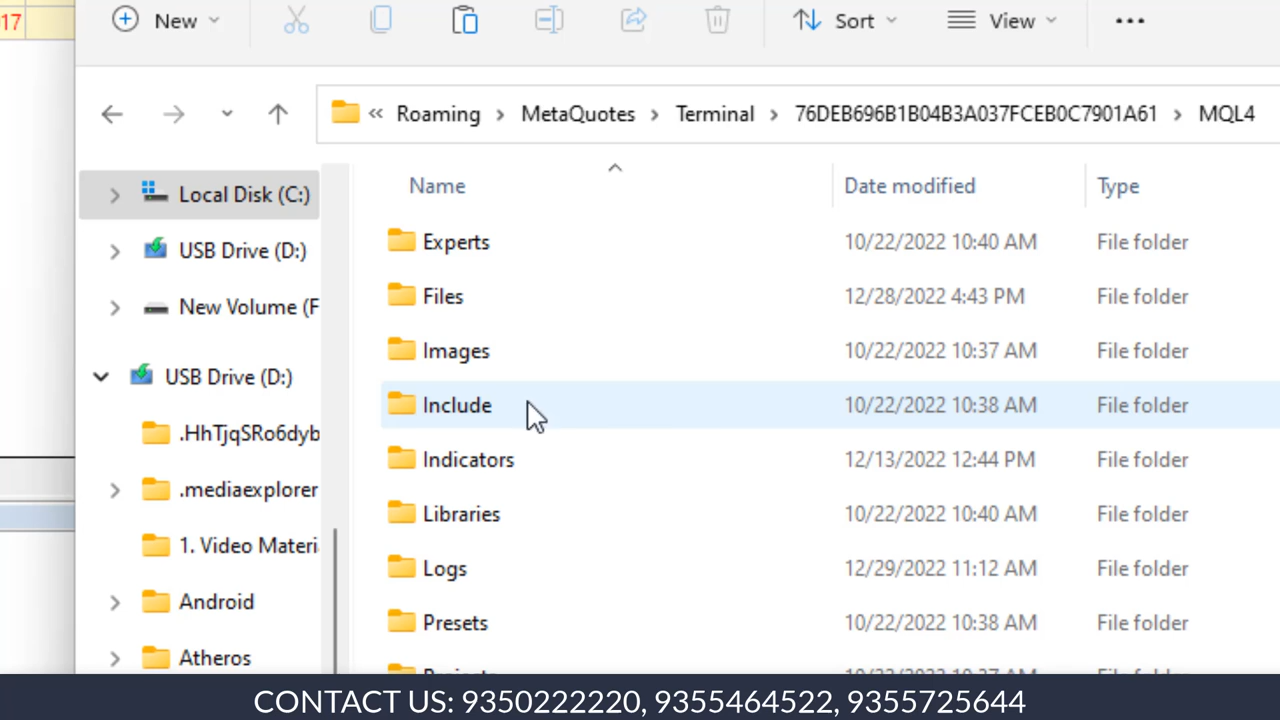 17
New Sort View
« Roaming > MetaQuotes > Terminal > 76DEB696B1B04B3A037FCEB0C7901A61 > MQL4
Name Date modified Type
Local Disk (C:)
USB Drive (D:)
New Volume (F
USB Drive (D:)
.HhTjqSRo6dyb
.mediaexplorer
1. Video Materi
Android
Atheros
Experts 10/22/2022 10:40 AM File folder
Files 12/28/2022 4:43 PM File folder
Images 10/22/2022 10:37 AM File folder
Include 10/22/2022 10:38 AM File folder
Indicators 12/13/2022 12:44 PM File folder
Libraries 10/22/2022 10:40 AM File folder
Logs 12/29/2022 11:12 AM File folder
Presets 10/22/2022 10:38 AM File folder
CONTACT US: 9350222220, 9355464522, 9355725644